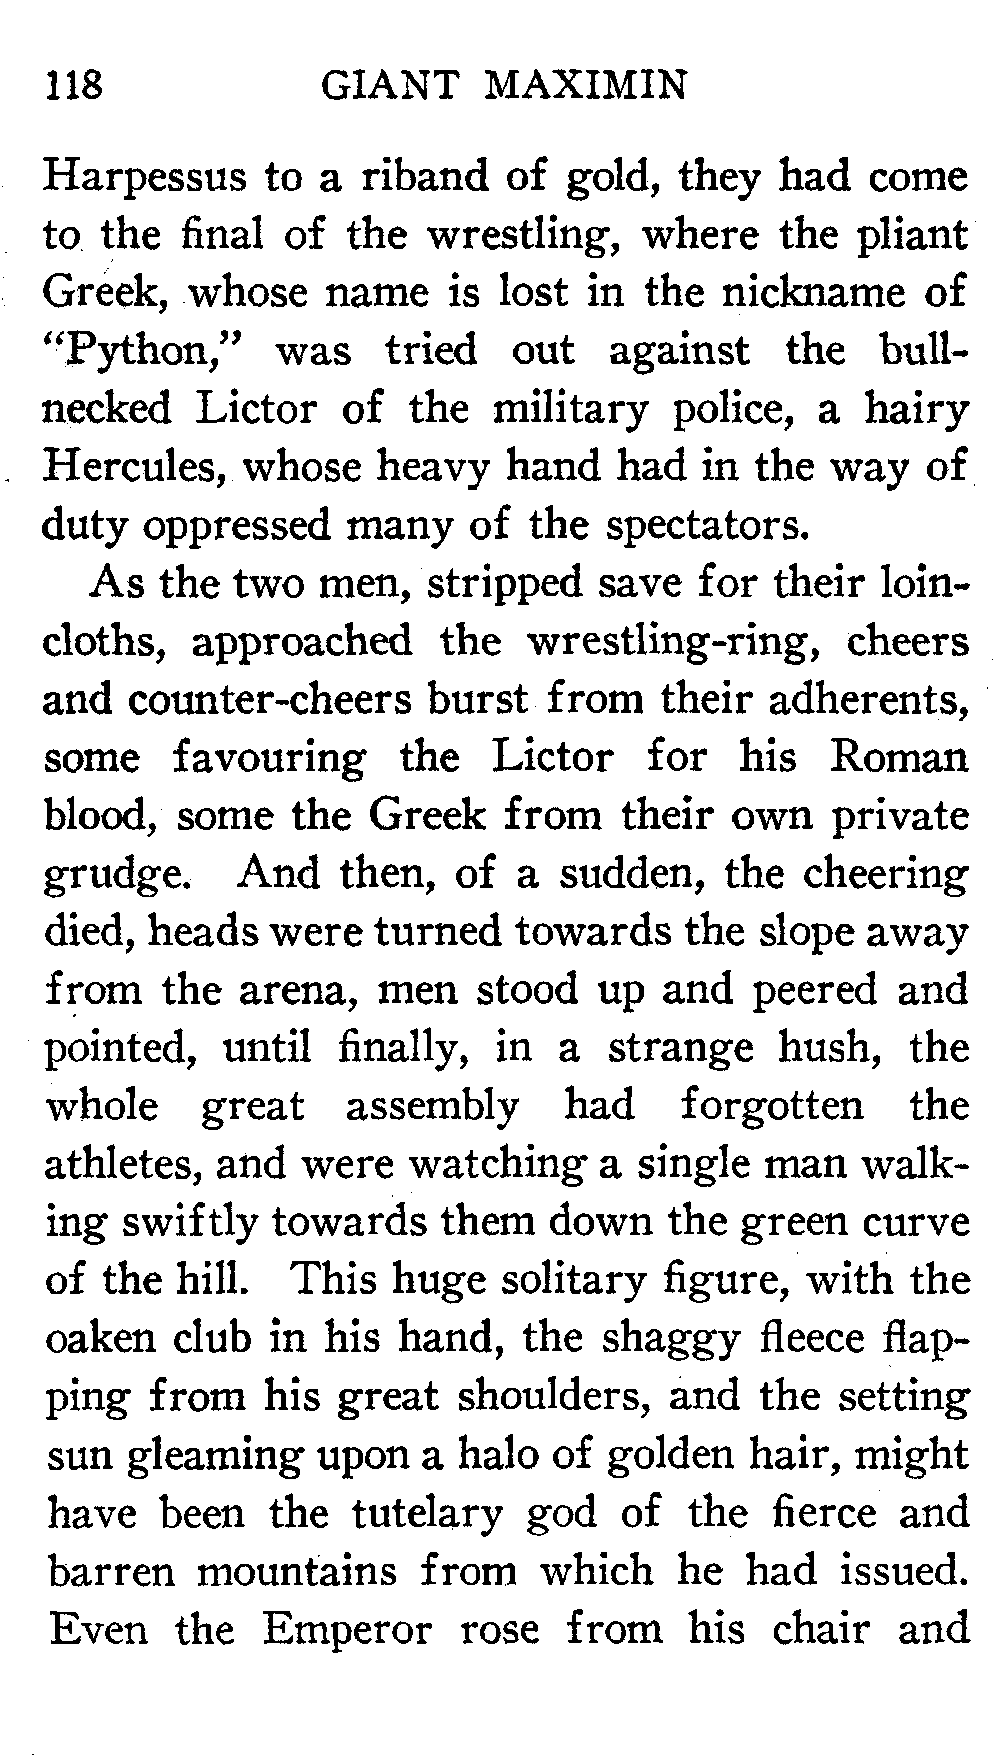 118 GIANT MAXIMIN
Harpessus to a riband of gold, they had come
to the final of the wrestling, where the pliant
Greek, whose name is lost in the nickname of
“Python,” was tried out against the bull-
necked Lictor of the military police, a hairy
Hercules, whose heavy hand had in the way of
duty oppressed many of the spectators.
As the two men, stripped save for their loin-
cloths, approached the wrestling-ring, cheers
and counter-cheers burst from their adherents,
some favouring the Lictor for his Roman
blood, some the Greek from their own private
grudge. And then, of a sudden, the cheering
died, heads were turned towards the slope away
from the arena, men stood up and peered and
pointed, until finally, in a strange hush, the
whole great assembly had forgotten the
athletes, and were watching a single man walk-
ing swiftly towards them down the green curve
of the hill. This huge solitary figure, with the
oaken club in his hand, the shaggy fleece flap-
ping from his great shoulders, and the setting
sun gleaming upon a halo of golden hair, might
have been the tutelary god of the fierce and
barren mountains from which he had issued.
Even the Emperor rose from his chair and